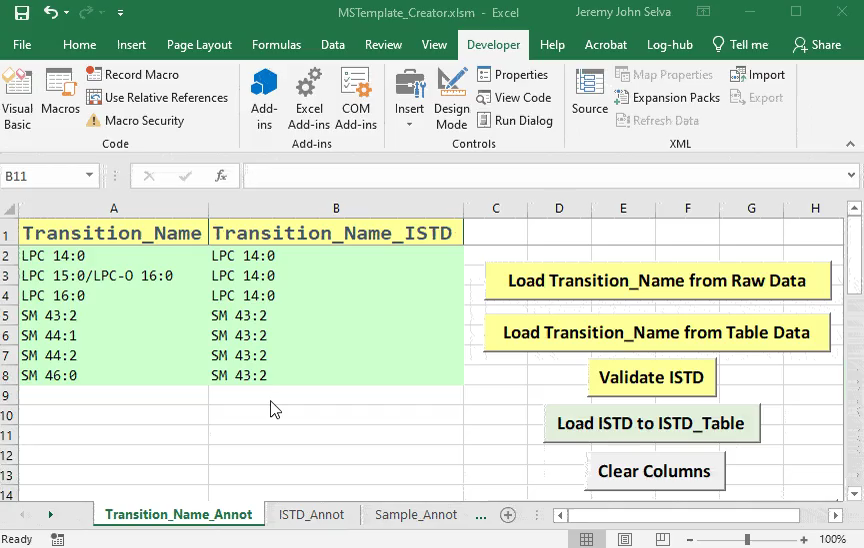 MSTemplate_Creator.xlsm - Excel
Jeremy John Selva
File Home Insert Page Layout Formulas Data Review View Developer Help Acrobat Log-hub Tell me Share
Visual Basic
Macros
Record Macro
Use Relative References
Macro Security
Code
Add-ins
Excel Add-ins
COM Add-ins
Add-ins
Insert
Design Mode
Properties
View Code
Run Dialog
Controls
Source
Map Properties
Expansion Packs
Refresh Data
Import
Export
XML
B11
fx
A B C D E F G H
1 Transition_Name Transition_Name_ISTD
2 LPC 14:0 LPC 14:0
3 LPC 15:0/LPC-O 16:0 LPC 14:0
4 LPC 16:0 LPC 14:0
5 SM 43:2 SM 43:2
6 SM 44:1 SM 43:2
7 SM 44:2 SM 43:2
8 SM 46:0 SM 43:2
9
10
11
12
13
14
Load Transition_Name from Raw Data
Load Transition_Name from Table Data
Validate ISTD
Load ISTD to ISTD_Table
Clear Columns
Transition_Name_Annot ISTD_Annot Sample_Annot ...
Ready
100%